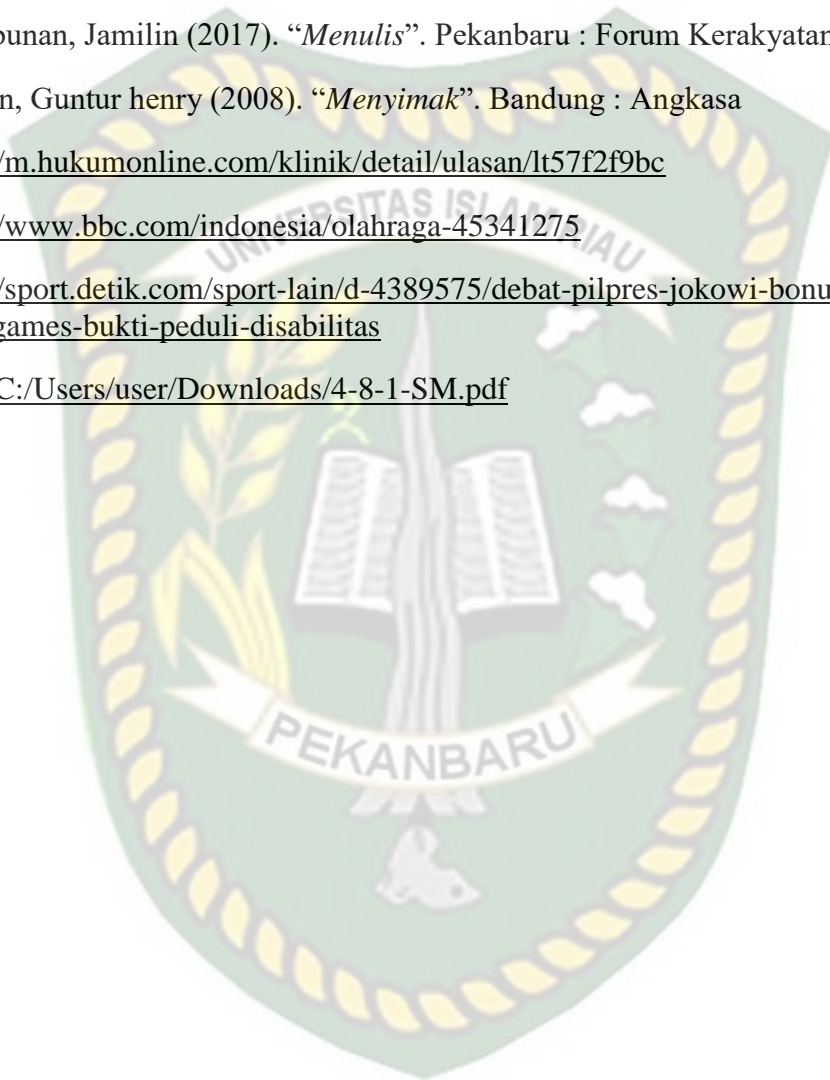 bunan, Jamilin (2017). “Menulis”. Pekanbaru : Forum Kerakyatan
n, Guntur henry (2008). “Menyimak”. Bandung : Angkasa
/m.hukumonline.com/klinik/detail/ulasan/lt57f2f9bc
/www.bbc.com/indonesia/olahraga-45341275
UNIVERSITAS ISLAM RIAU
/sport.detik.com/sport-lain/d-4389575/debat-pilpres-jokowi-bonu
games-bukti-peduli-disabilitas
C:/Users/user/Downloads/4-8-1-SM.pdf
PEKANBARU